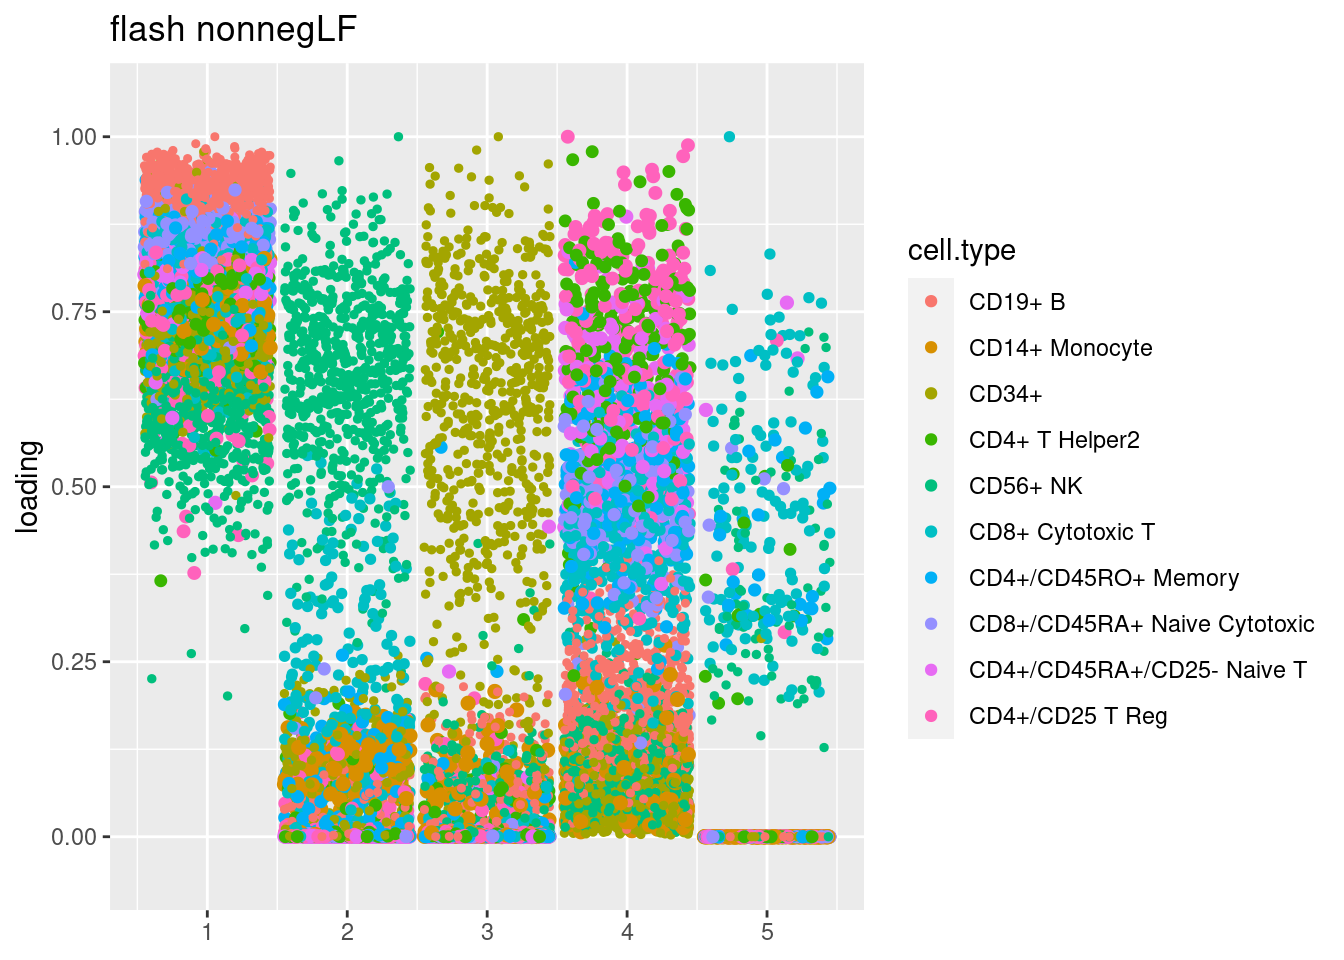 flash nonnegLF
loading
1.00
0.75
0.50
0.25
0.00
1 2 3 4 5
cell.type
CD19+ B
CD14+ Monocyte
CD34+
CD4+ T Helper2
CD56+ NK
CD8+ Cytotoxic T
CD4+/CD45RO+ Memory
CD8+/CD45RA+ Naive Cytotoxic
CD4+/CD45RA+/CD25- Naive T
CD4+/CD25 T Reg